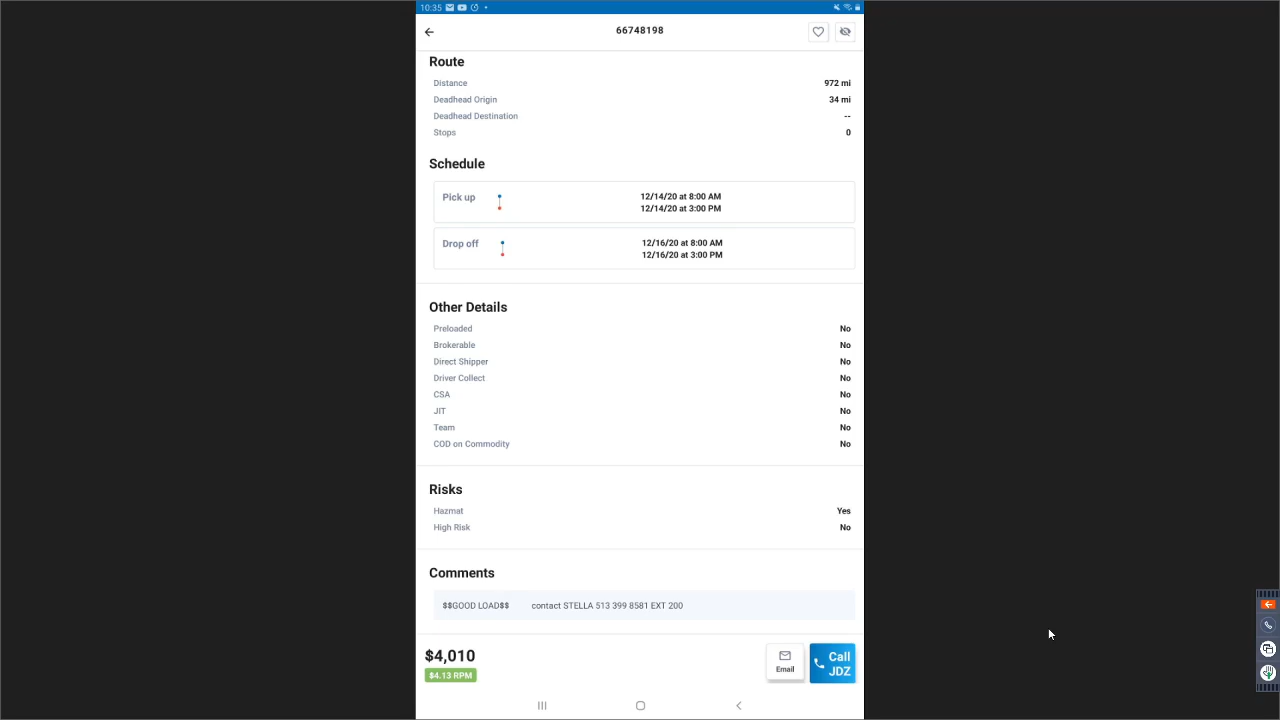 10:35
66748198
Route
Distance 972 mi
Deadhead Origin 34 mi
Deadhead Destination --
Stops 0
Schedule
Pick up 12/14/20 at 8:00 AM
12/14/20 at 3:00 PM
Drop off 12/16/20 at 8:00 AM
12/16/20 at 3:00 PM
Other Details
Preloaded No
Brokerable No
Direct Shipper No
Driver Collect No
CSA No
JIT No
Team No
COD on Commodity No
Risks
Hazmat Yes
High Risk No
Comments
$$GOOD LOAD$$ contact STELLA 513 399 8581 EXT 200
$4,010
$4.13 RPM
Email
Call
JDZ